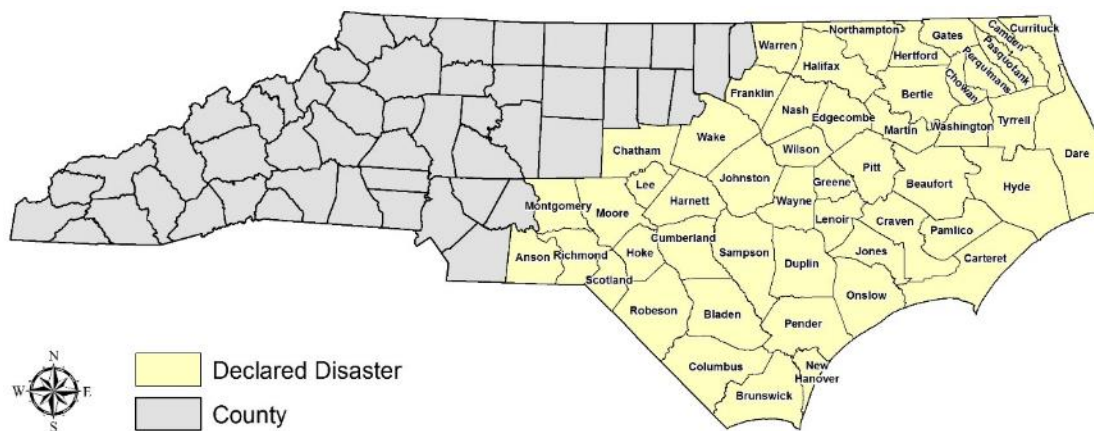 Northampton
Gates
Camden
Currituck
Warren
Hertford
Pasquotank
Halifax
Perquimans
Franklin
Bertie
Chowan
Nash
Edgecombe
Martin
Washington
Tyrrell
Wake
Wilson
Chatham
Dare
Johnston
Greene
Pitt
Beaufort
Hyde
Lee
Montgomery
Moore
Harnett
Wayne
Lenoir
Craven
Pamlico
Cumberland
Anson
Richmond
Hoke
Sampson
Duplin
Jones
Carteret
Scotland
Onslow
Robeson
Bladen
Pender
Columbus
New
Hanover
Brunswick
N
W E
S
Declared Disaster
County